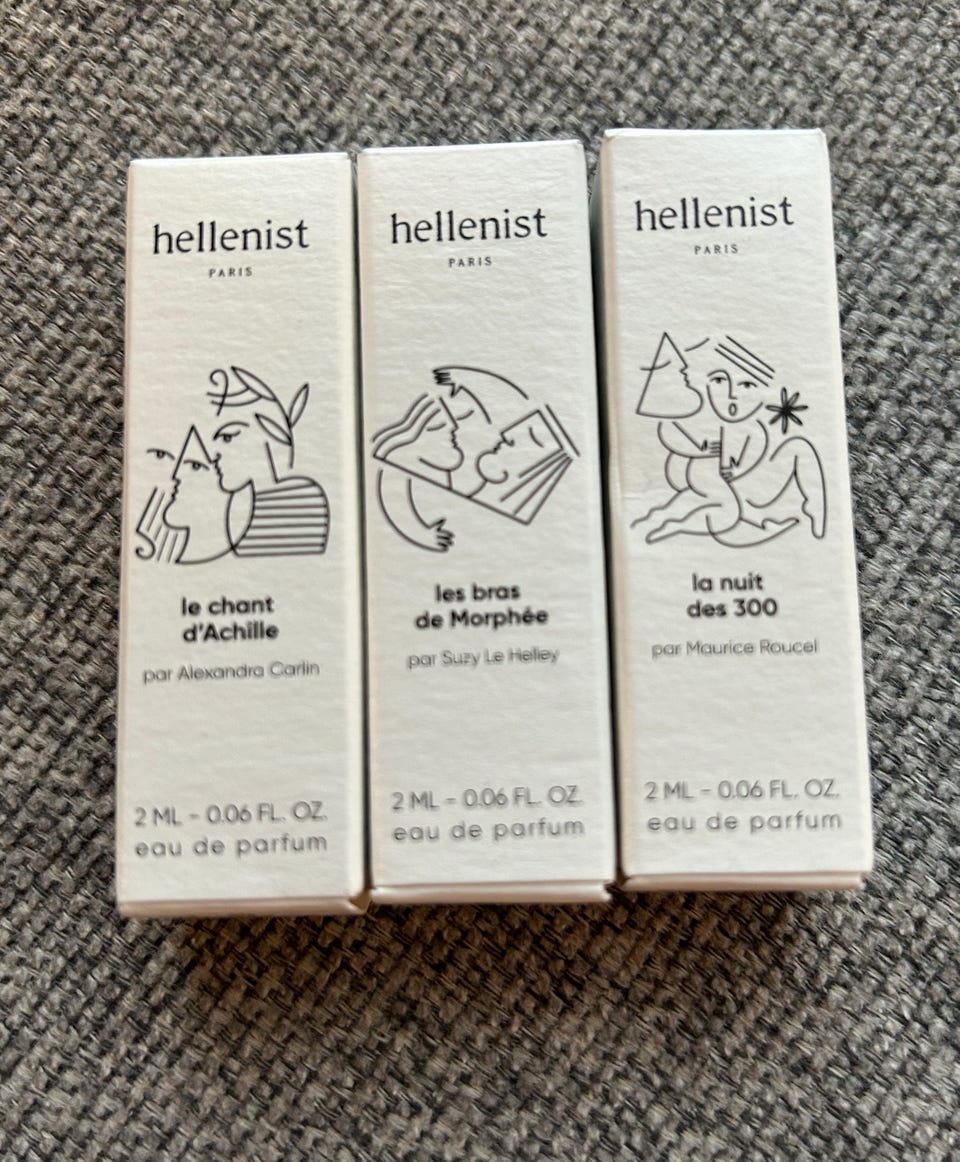 hellenist
PARIS
le chant
d'Achille
par Alexandra Carlin
2 ML - 0.06 FL. OZ.
eau de parfum
hellenist
PARIS
les bras
de Morphée
par Suzy Le Helley
2 ML - 0.06 FL. OZ.
eau de parfum
hellenist
PARIS
la nuit
des 300
par Maurice Roucel
2 ML - 0.06 FL. OZ.
eau de parfum